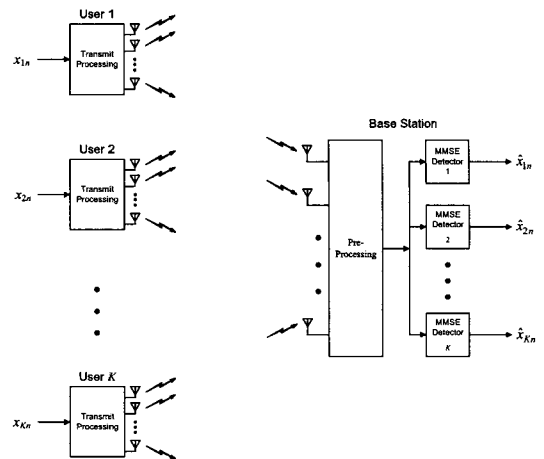 User 1
x1n
Transmit
Processing
User 2
x2n
Transmit
Processing
User K
xKn
Transmit
Processing
Base Station
Pre-
Processing
MMSE
Detector
1
x̂1n
MMSE
Detector
2
x̂2n
MMSE
Detector
K
x̂Kn